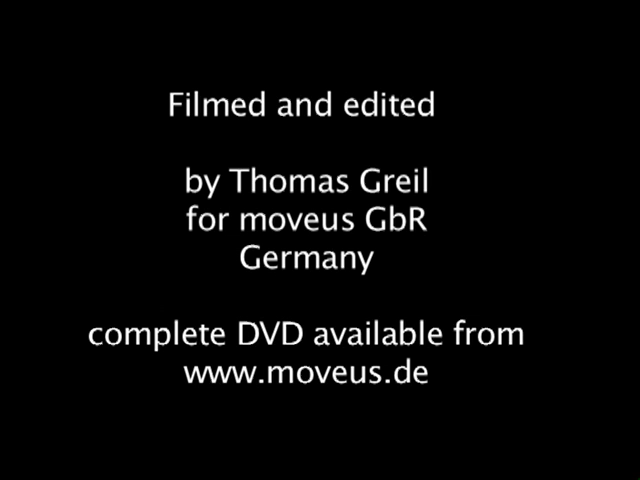 Filmed and edited
by Thomas Greil
for moveus GbR
Germany
complete DVD available from
www.moveus.de